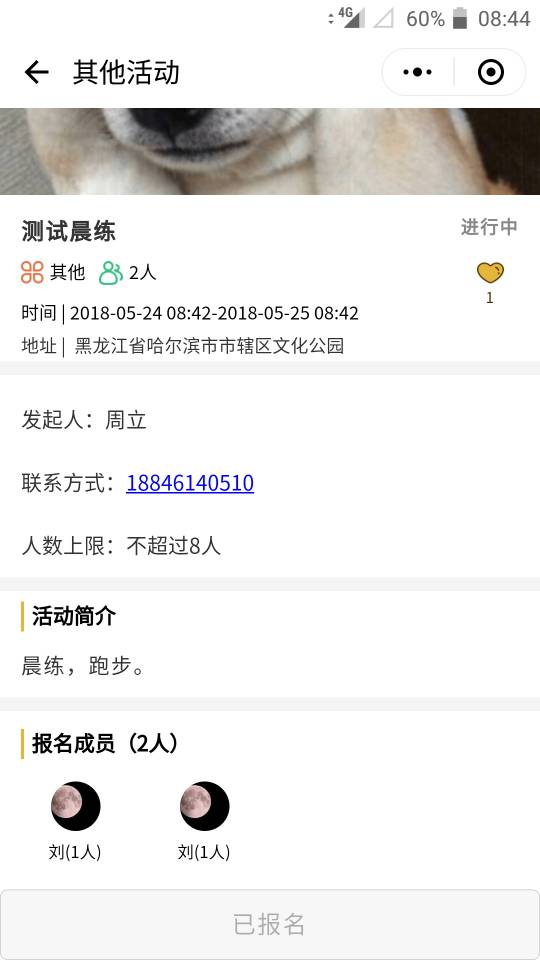 4G 60% 08:44
其他活动
测试晨练
进行中
其他 2人
1
时间 | 2018-05-24 08:42-2018-05-25 08:42
地址 | 黑龙江省哈尔滨市市辖区文化公园
发起人：周立
联系方式：18846140510
人数上限：不超过8人
活动简介
晨练，跑步。
报名成员（2人）
刘(1人) 刘(1人)
已报名